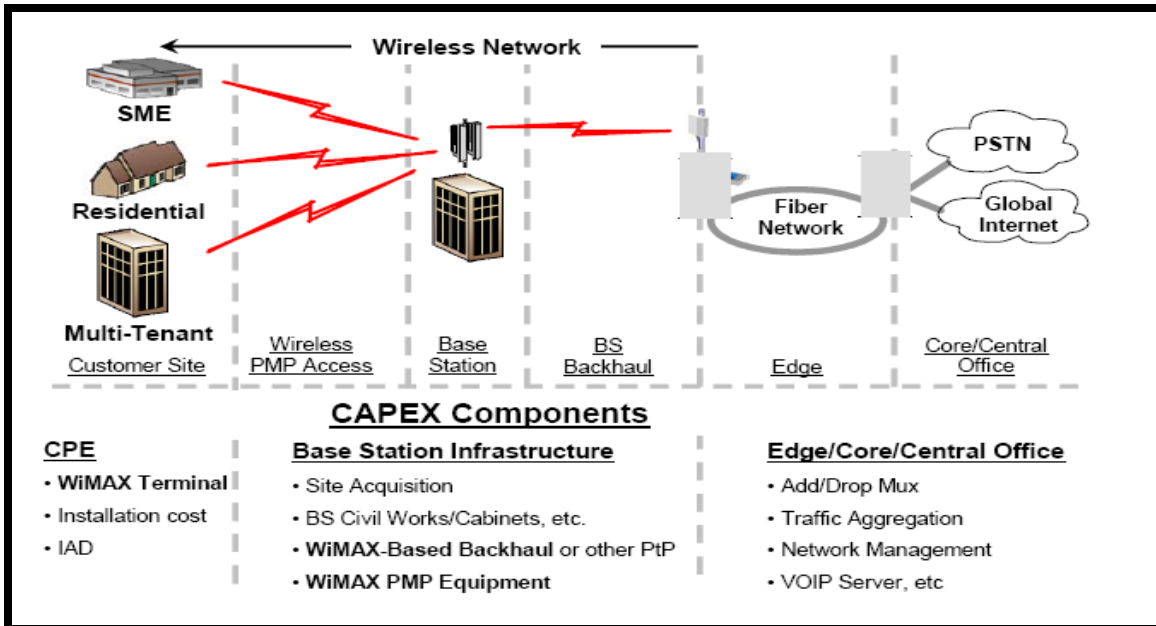 Wireless Network
SME
Residential
Multi-Tenant
Customer Site
Wireless
PMP Access
Base
Station
BS
Backhaul
Fiber
Network
Edge
PSTN
Global
Internet
Core/Central
Office
CAPEX Components
CPE
• WiMAX Terminal
• Installation cost
• IAD
Base Station Infrastructure
• Site Acquisition
• BS Civil Works/Cabinets, etc.
• WiMAX-Based Backhaul or other PtP
• WiMAX PMP Equipment
Edge/Core/Central Office
• Add/Drop Mux
• Traffic Aggregation
• Network Management
• VOIP Server, etc